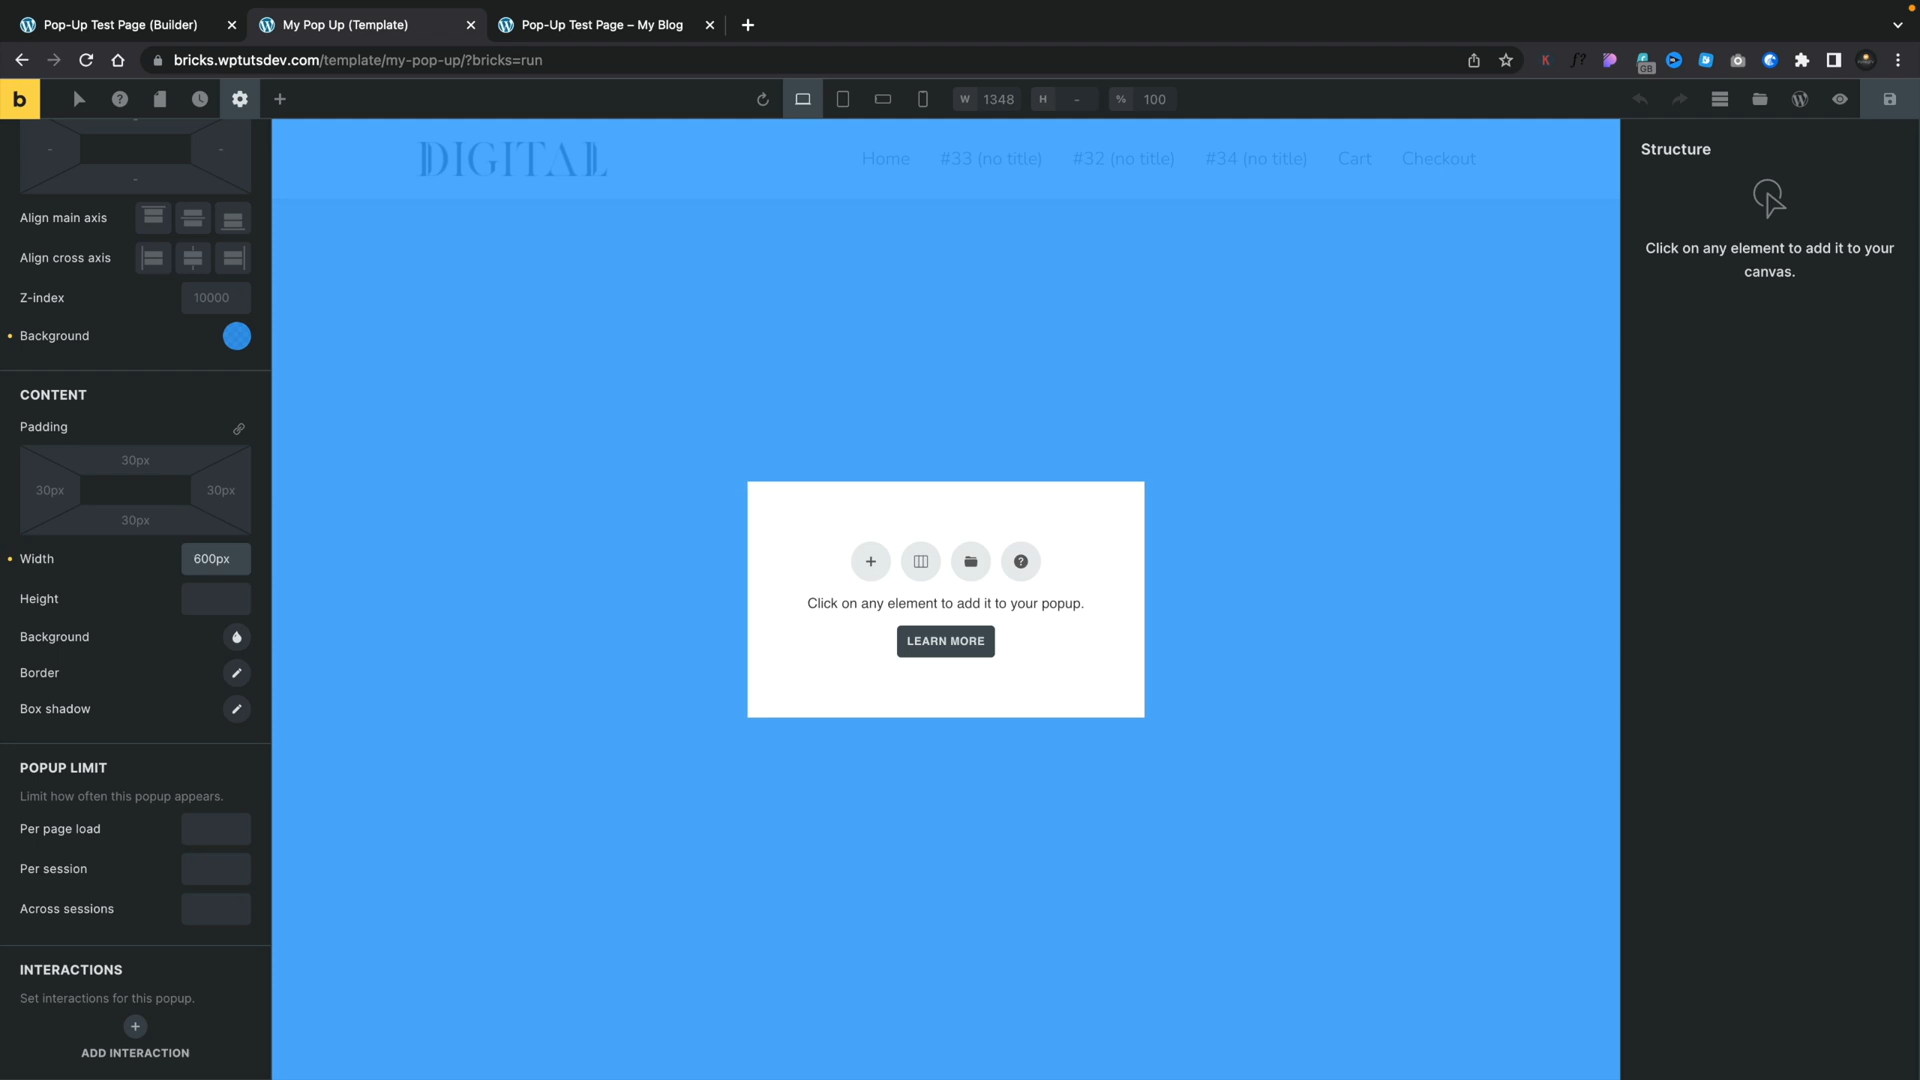 Pop-Up Test Page (Builder)
My Pop Up (Template)
Pop-Up Test Page – My Blog
bricks.wptutsdev.com/template/my-pop-up/?bricks=run
K
f?
GB
b
W 1348 H - % 100
DIGITAL
Home #33 (no title) #32 (no title) #34 (no title) Cart Checkout
Structure
Click on any element to add it to your
canvas.
-
- -
-
Align main axis
Align cross axis
Z-index 10000
Background
CONTENT
Padding
30px
30px 30px
30px
Width 600px
Height
Background
Border
Box shadow
Click on any element to add it to your popup.
LEARN MORE
POPUP LIMIT
Limit how often this popup appears.
Per page load
Per session
Across sessions
INTERACTIONS
Set interactions for this popup.
ADD INTERACTION